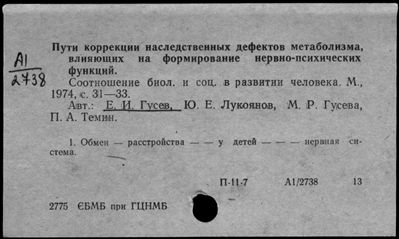 А1
2738
Пути коррекции наследственных дефектов метаболизма,
влияющих на формирование нервно-психических
функций.
Соотношение биол. и соц. в развитии человека. М.,
1974, с. 31—33.
Авт.: Е. И. Гусев, Ю. Е. Лукоянов, М. Р. Гусева,
П. А. Темин.
1. Обмен — расстройства — — у детей — — — нервная си-
стема.
П-11-7 А1/2738 13
2775 ЄБМБ при ГЦНМБ